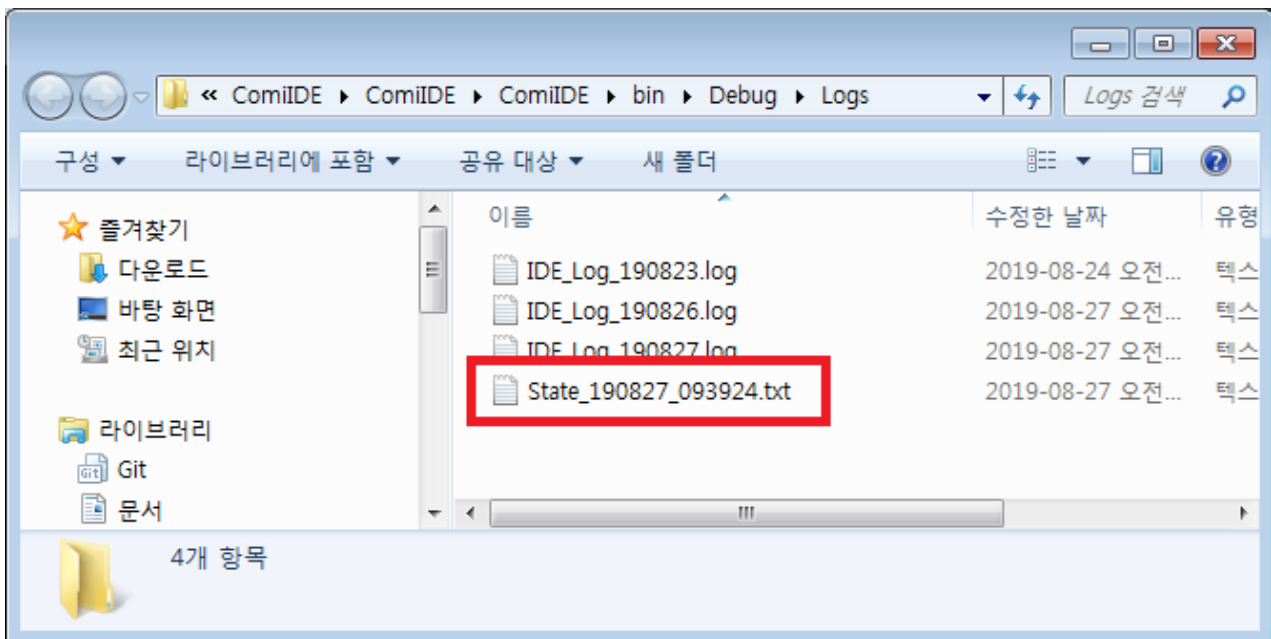 « ComiIDE ▸ ComiIDE ▸ ComiIDE ▸ bin ▸ Debug ▸ Logs
Logs 검색
구성 라이브러리에 포함 공유 대상 새 폴더
즐겨찾기
다운로드
바탕 화면
최근 위치
라이브러리
Git
문서
이름 수정한 날짜 유형
IDE_Log_190823.log 2019-08-24 오전... 텍스
IDE_Log_190826.log 2019-08-27 오전... 텍스
IDE_Log_190827.log 2019-08-27 오전... 텍스
State_190827_093924.txt 2019-08-27 오전... 텍스
4개 항목